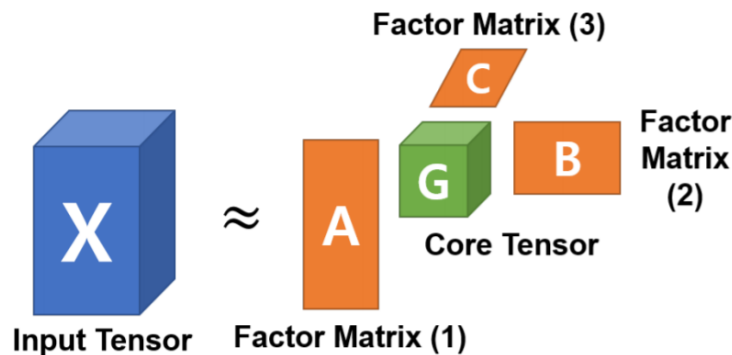 Factor Matrix (3)
C
X
≈
A
G
B
Factor
Matrix
(2)
Core Tensor
Input Tensor
Factor Matrix (1)